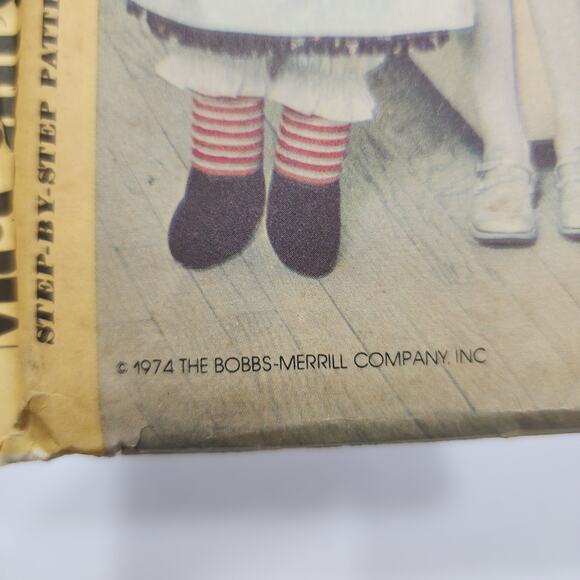 STEP-BY-STEP PATTE
© 1974 THE BOBBS-MERRILL COMPANY, INC